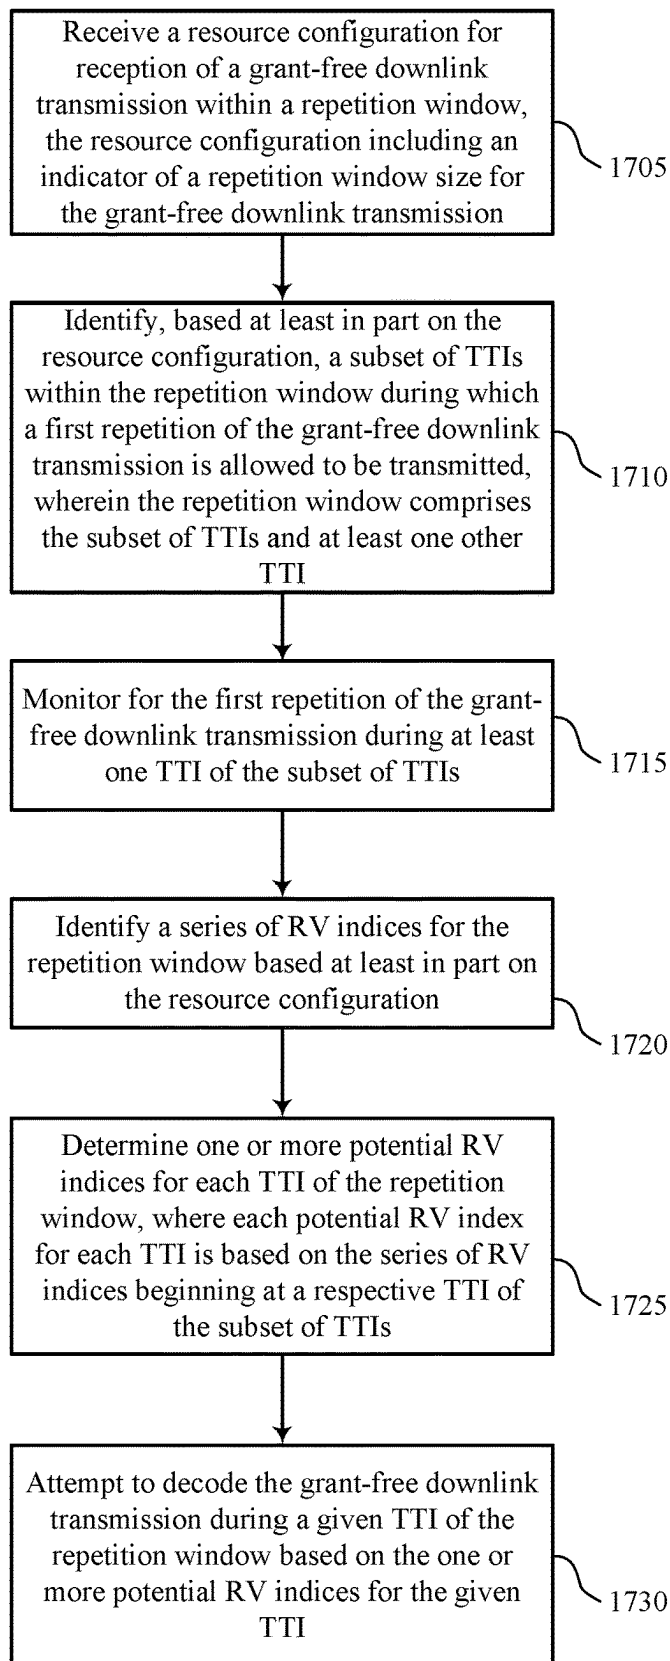 Receive a resource configuration for
reception of a grant-free downlink
transmission within a repetition window,
the resource configuration including an
indicator of a repetition window size for
the grant-free downlink transmission
1705
Identify, based at least in part on the
resource configuration, a subset of TTIs
within the repetition window during which
a first repetition of the grant-free downlink
transmission is allowed to be transmitted,
wherein the repetition window comprises
the subset of TTIs and at least one other
TTI
1710
Monitor for the first repetition of the grant-
free downlink transmission during at least
one TTI of the subset of TTIs
1715
Identify a series of RV indices for the
repetition window based at least in part on
the resource configuration
1720
Determine one or more potential RV
indices for each TTI of the repetition
window, where each potential RV index
for each TTI is based on the series of RV
indices beginning at a respective TTI of
the subset of TTIs
1725
Attempt to decode the grant-free downlink
transmission during a given TTI of the
repetition window based on the one or
more potential RV indices for the given
TTI
1730